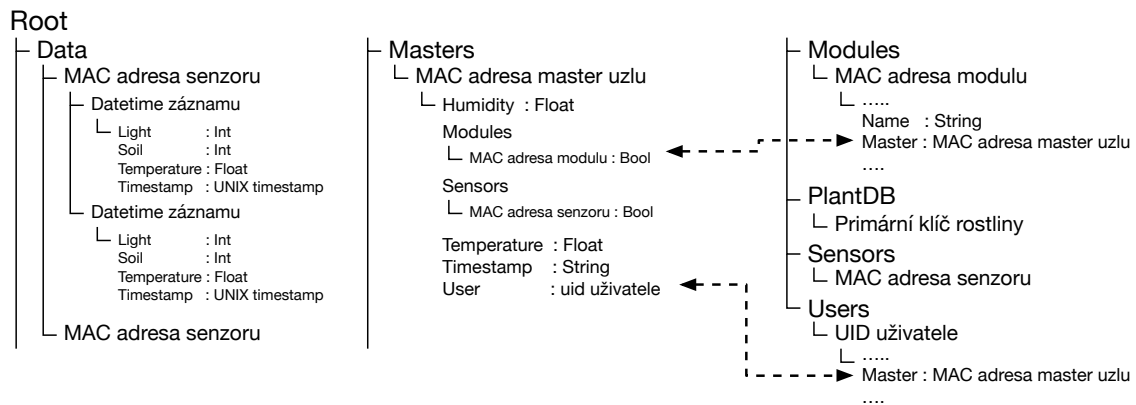 Root
Data
MAC adresa senzoru
Datetime záznamu
Light : Int
Soil : Int
Temperature : Float
Timestamp : UNIX timestamp
Datetime záznamu
Light : Int
Soil : Int
Temperature : Float
Timestamp : UNIX timestamp
MAC adresa senzoru
Masters
MAC adresa master uzlu
Humidity : Float
Modules
MAC adresa modulu : Bool
Sensors
MAC adresa senzoru : Bool
Temperature : Float
Timestamp : String
User : uid uživatele
Modules
MAC adresa modulu
.....
Name : String
Master : MAC adresa master uzlu
....
PlantDB
Primární klíč rostliny
Sensors
MAC adresa senzoru
Users
UID uživatele
.....
Master : MAC adresa master uzlu
....